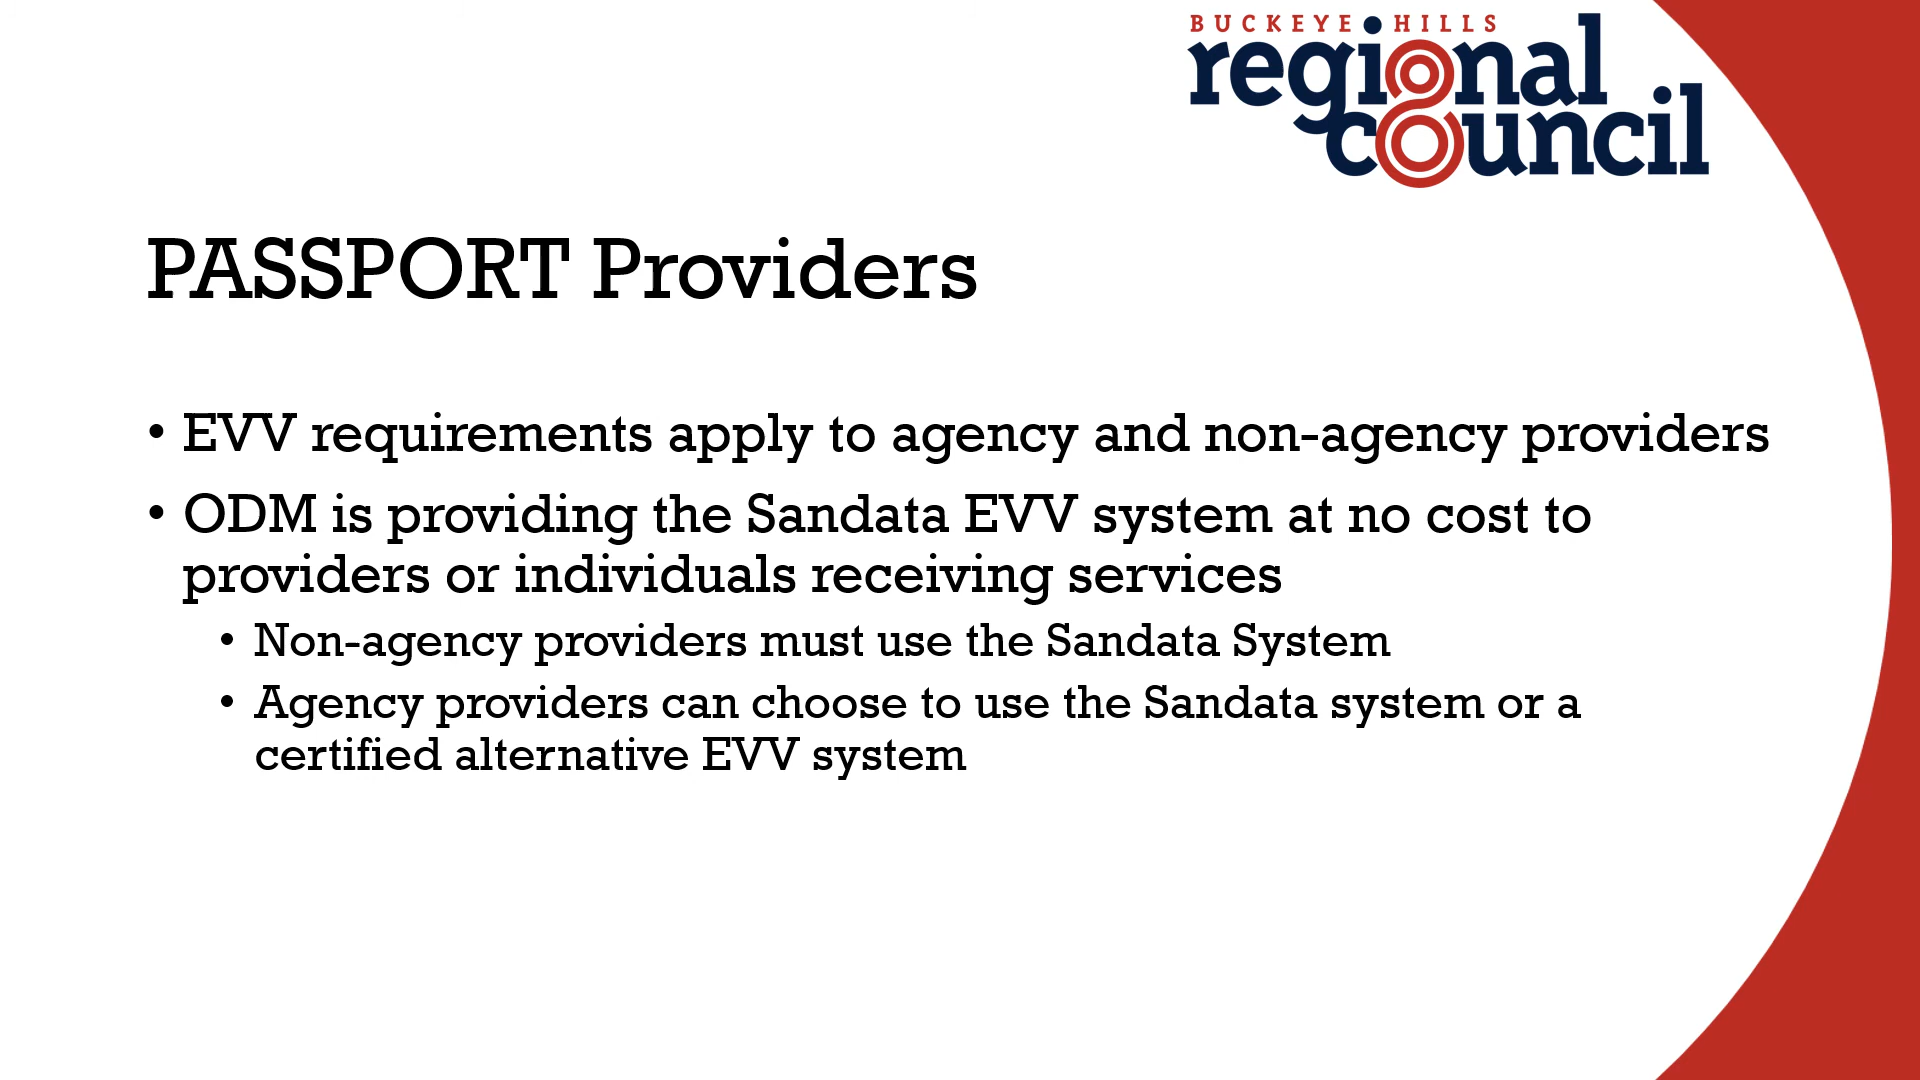 BUCKEYE HILLS
regional
council
PASSPORT Providers
• EVV requirements apply to agency and non-agency providers
• ODM is providing the Sandata EVV system at no cost to
providers or individuals receiving services
• Non-agency providers must use the Sandata System
• Agency providers can choose to use the Sandata system or a
certified alternative EVV system